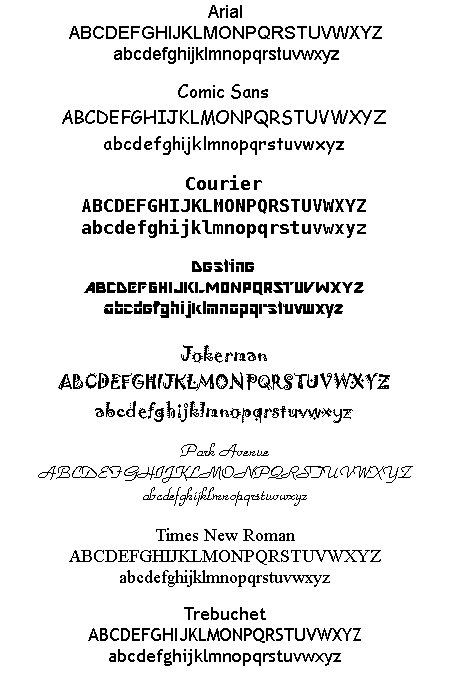 Arial
ABCDEFGHIJKLMONPQRSTUVWXYZ
abcdefghijklmnopqrstuvwxyz
Comic Sans
ABCDEFGHIJKLMONPQRSTUVWXYZ
abcdefghijklmnopqrstuvwxyz
Courier
ABCDEFGHIJKLMONPQRSTUVWXYZ
abcdefghijklmnopqrstuvwxyz
Destine
ABCDEFGHIJKLMONPQRSTUVWXYZ
abcdefghijklmnopqrstuvwxyz
Jokerman
ABCDEFGHIJKLMONPQRSTUVWXYZ
abcdefghijklmnopqrstuvwxyz
Park Avenue
ABCDEFGHIJKLMONPQRSTUVWXYZ
abcdefghijklmnopqrstuvwxyz
Times New Roman
ABCDEFGHIJKLMONPQRSTUVWXYZ
abcdefghijklmnopqrstuvwxyz
Trebuchet
ABCDEFGHIJKLMONPQRSTUVWXYZ
abcdefghijklmnopqrstuvwxyz